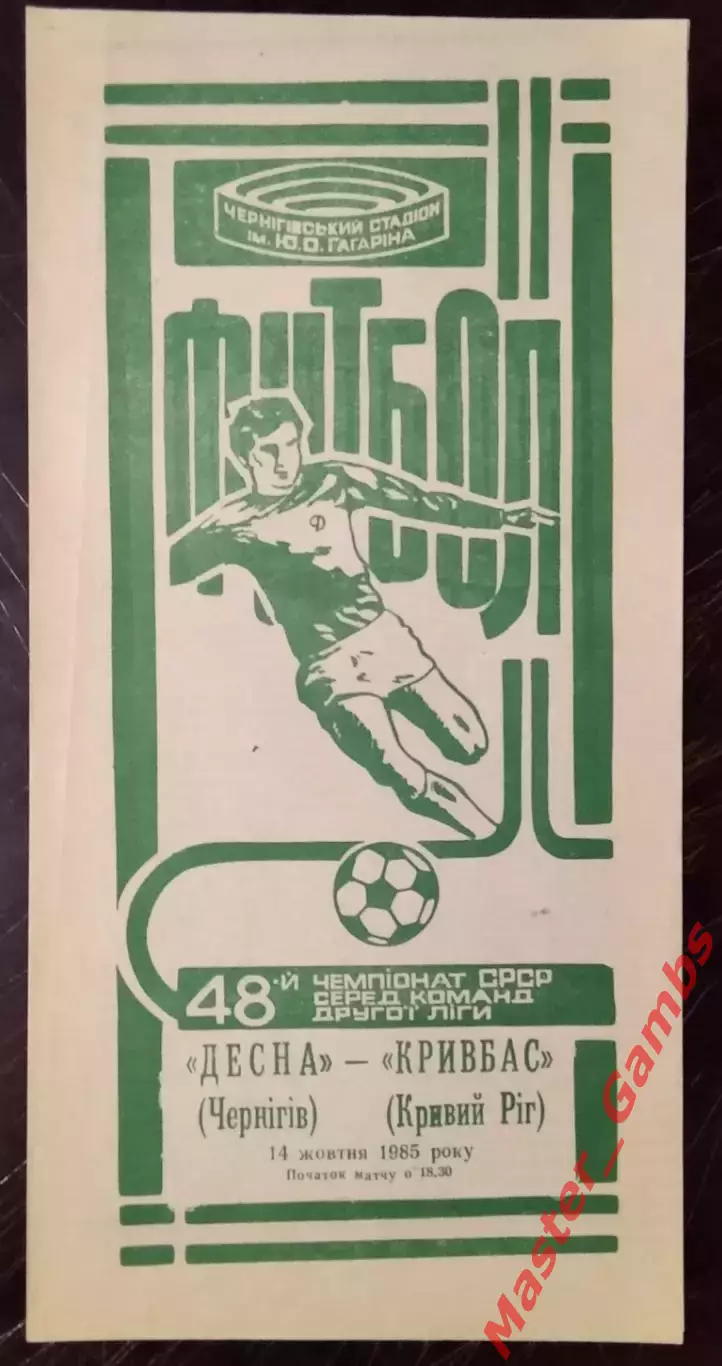 ЧЕРНІГІВСЬКИЙ СТАДІОН
ІМ. Ю.О. ГАГАРІНА
ФУТБОЛ
Ф
48-Й ЧЕМПІОНАТ СРСР
СЕРЕД КОМАНД
ДРУГОЇ ЛІГИ
«ДЕСНА» — «КРИВБАС»
(Чернігів) (Кривий Ріг)
14 жовтня 1985 року
Початок матчу о 18.30
Master_Gambs